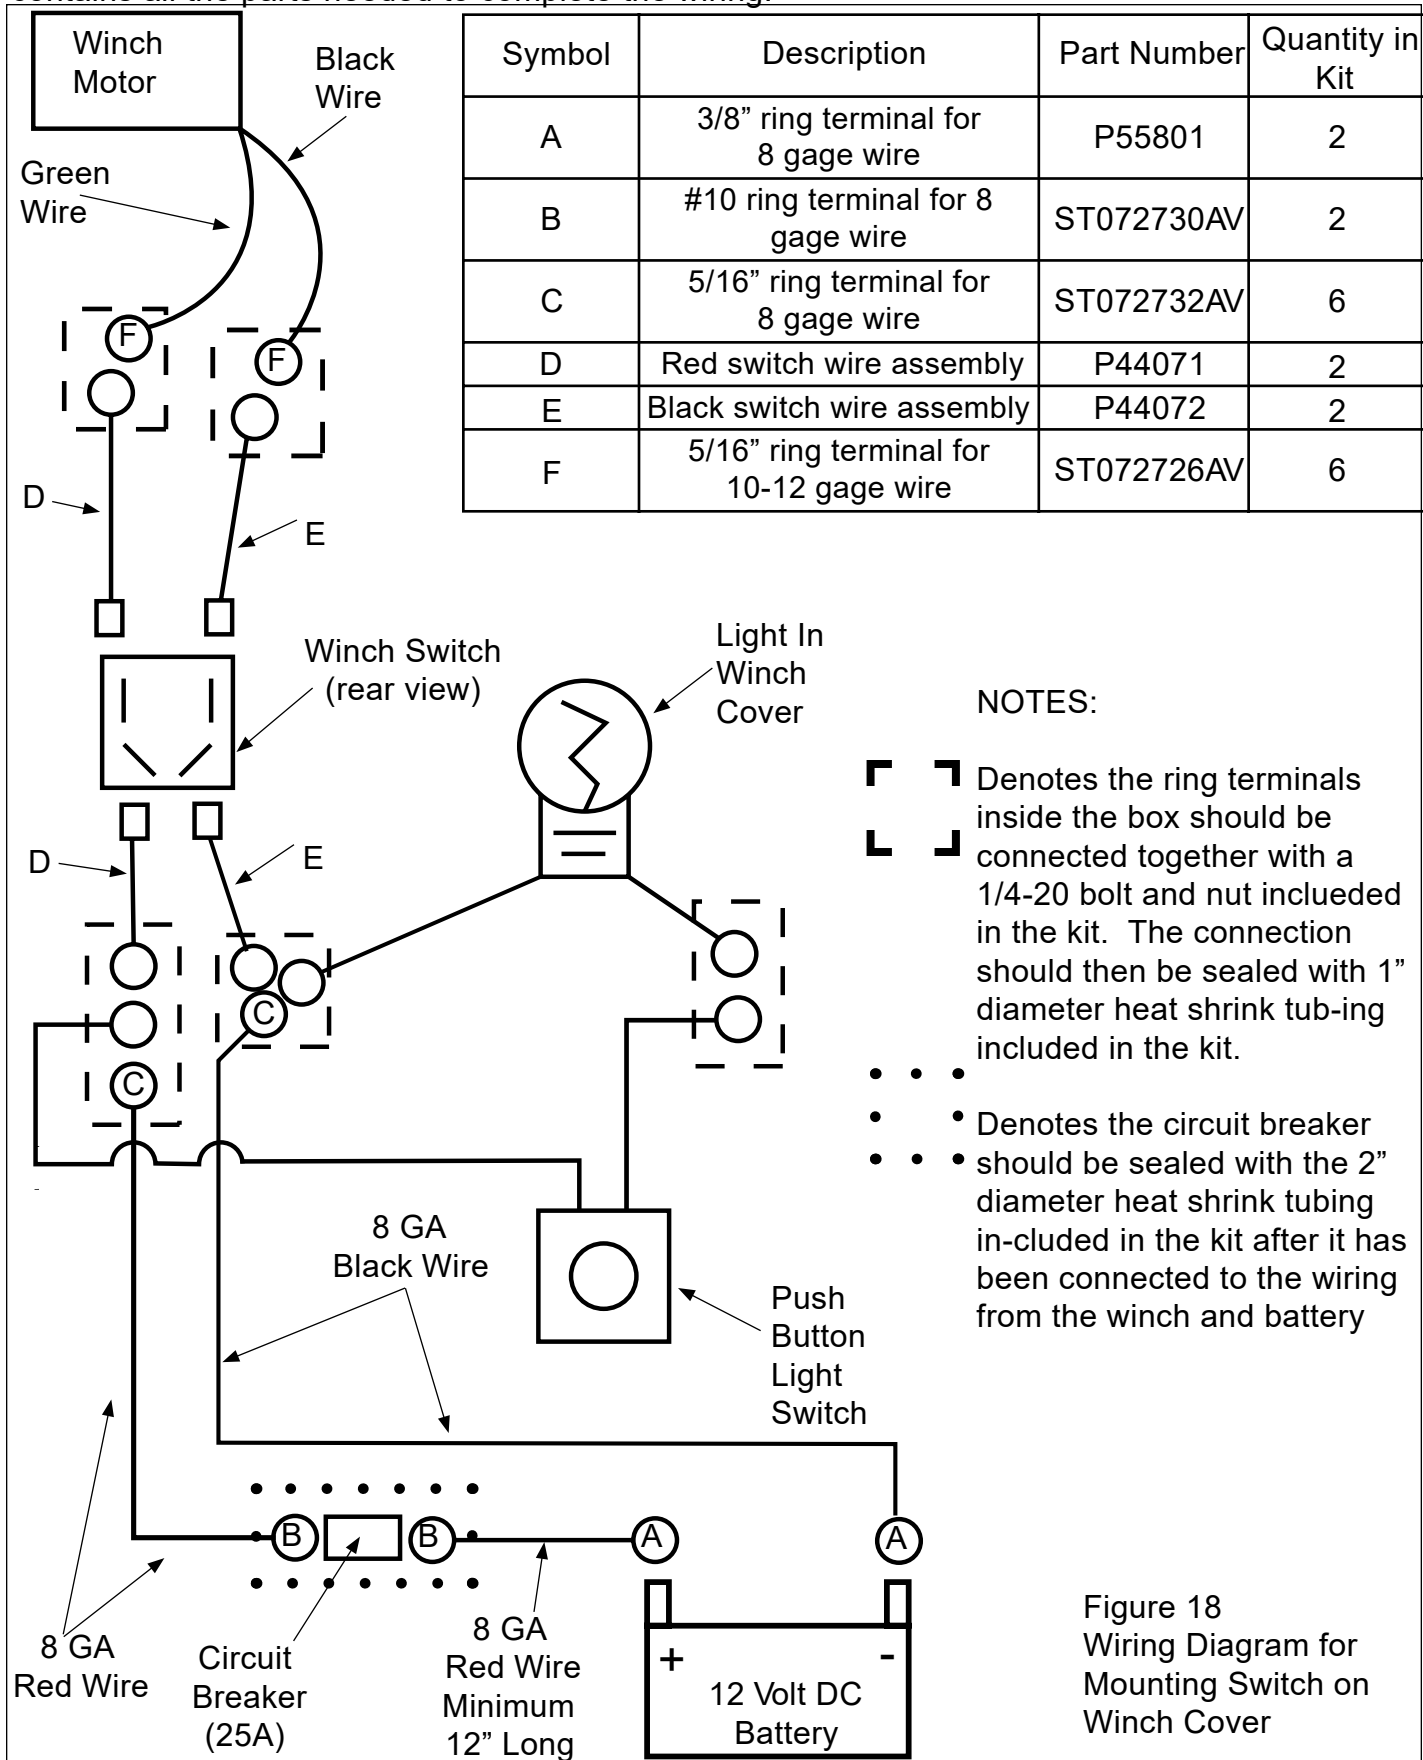 contains all the parts needed to complete the wiring.
Winch
Motor
Black
Wire
Green
Wire
Symbol Description Part Number Quantity in
Kit
A 3/8” ring terminal for
8 gage wire P55801 2
B #10 ring terminal for 8
gage wire ST072730AV 2
C 5/16” ring terminal for
8 gage wire ST072732AV 6
D Red switch wire assembly P44071 2
E Black switch wire assembly P44072 2
F 5/16” ring terminal for
10-12 gage wire ST072726AV 6
F
F
D
E
Winch Switch
(rear view)
Light In
Winch
Cover
D
E
C
C
NOTES:
Denotes the ring terminals
inside the box should be
connected together with a
1/4-20 bolt and nut inclueded
in the kit. The connection
should then be sealed with 1”
diameter heat shrink tub-ing
included in the kit.
Denotes the circuit breaker
should be sealed with the 2”
diameter heat shrink tubing
in-cluded in the kit after it has
been connected to the wiring
from the winch and battery
8 GA
Black Wire
Push
Button
Light
Switch
B
B
A
A
8 GA
Red Wire
Circuit
Breaker
(25A)
8 GA
Red Wire
Minimum
12” Long
+
-
12 Volt DC
Battery
Figure 18
Wiring Diagram for
Mounting Switch on
Winch Cover